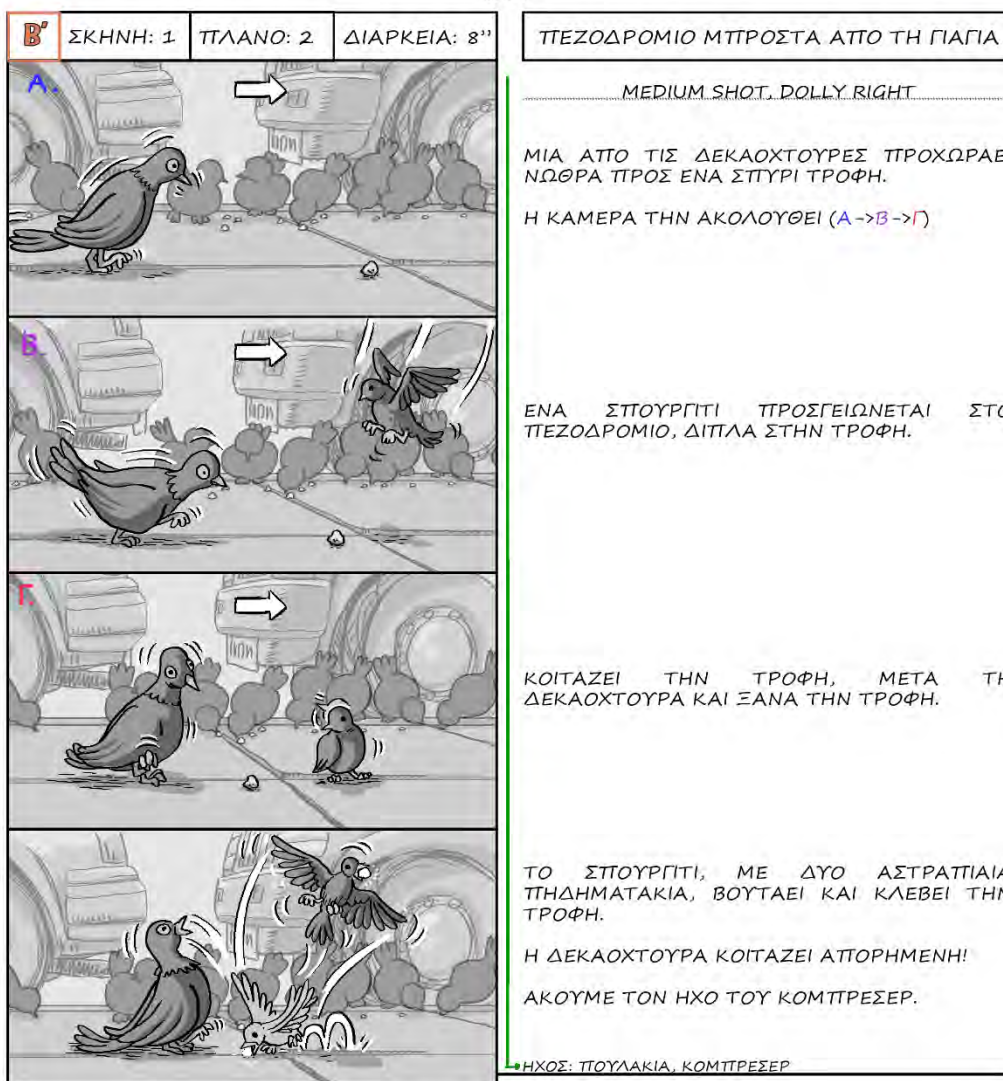 Β' ΣΚΗΝΗ: 1 ΠΛΑΝΟ: 2 ΔΙΑΡΚΕΙΑ: 8''
ΠΕΖΟΔΡΟΜΙΟ ΜΠΡΟΣΤΑ ΑΠΟ ΤΗ ΓΙΑΓΙΑ
Α.
MEDIUM SHOT, DOLLY RIGHT
ΜΙΑ ΑΠΟ ΤΙΣ ΔΕΚΑΟΧΤΟΥΡΕΣ ΠΡΟΧΩΡΑΕ
ΝΩΘΡΑ ΠΡΟΣ ΕΝΑ ΣΠΥΡΙ ΤΡΟΦΗ.
Η ΚΑΜΕΡΑ ΤΗΝ ΑΚΟΛΟΥΘΕΙ (Α->Β->Γ)
Β.
ΕΝΑ ΣΠΟΥΡΓΙΤΙ ΠΡΟΣΓΕΙΩΝΕΤΑΙ ΣΤΟ
ΠΕΖΟΔΡΟΜΙΟ, ΔΙΠΛΑ ΣΤΗΝ ΤΡΟΦΗ.
Γ.
ΚΟΙΤΑΖΕΙ ΤΗΝ ΤΡΟΦΗ, ΜΕΤΑ ΤΗ
ΔΕΚΑΟΧΤΟΥΡΑ ΚΑΙ ΞΑΝΑ ΤΗΝ ΤΡΟΦΗ.
ΤΟ ΣΠΟΥΡΓΙΤΙ, ΜΕ ΔΥΟ ΑΣΤΡΑΠΙΑΙΑ
ΠΗΔΗΜΑΤΑΚΙΑ, ΒΟΥΤΑΕΙ ΚΑΙ ΚΛΕΒΕΙ ΤΗΝ
ΤΡΟΦΗ.
Η ΔΕΚΑΟΧΤΟΥΡΑ ΚΟΙΤΑΖΕΙ ΑΠΟΡΗΜΕΝΗ!
ΑΚΟΥΜΕ ΤΟΝ ΗΧΟ ΤΟΥ ΚΟΜΠΡΕΣΕΡ.
ΗΧΟΣ: ΠΟΥΛΑΚΙΑ, ΚΟΜΠΡΕΣΕΡ